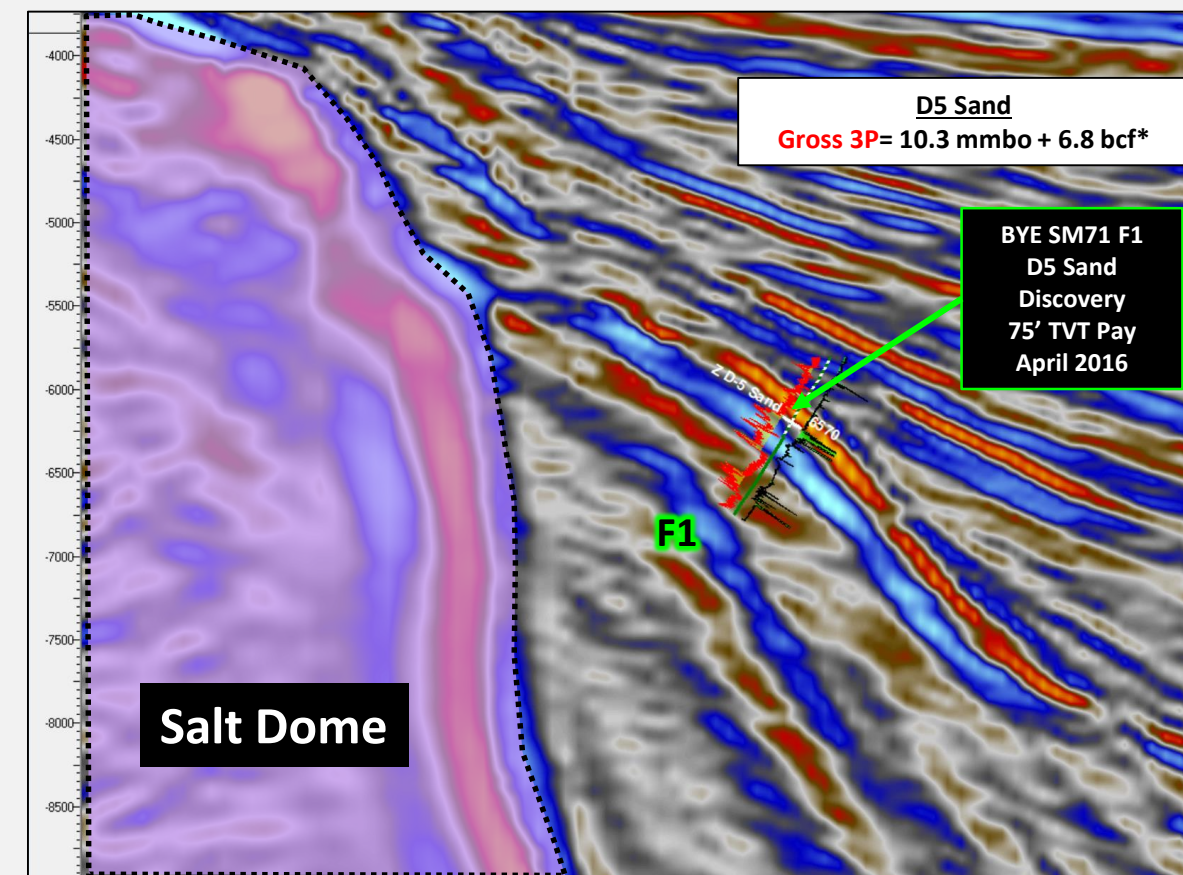 -4000
-4500
-5000
-5500
-6000
-6500
-7000
-7500
-8000
-8500
D5 Sand
Gross 3P= 10.3 mmbo + 6.8 bcf*
BYE SM71 F1
D5 Sand
Discovery
75’ TVT Pay
April 2016
Z D-5 Sand
6570
F1
Salt Dome